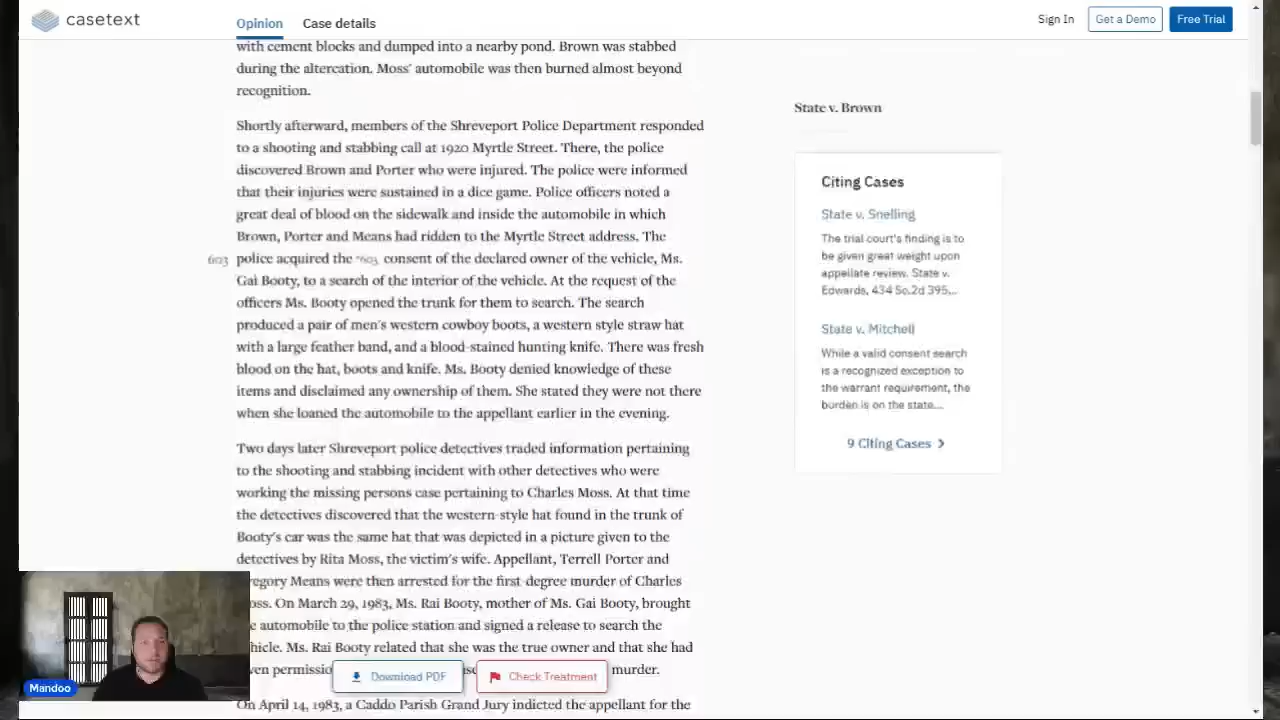 casetext
Opinion
Case details
Sign In
Get a Demo
Free Trial
with cement blocks and dumped into a nearby pond. Brown was stabbed
during the altercation. Moss' automobile was then burned almost beyond
recognition.
Shortly afterward, members of the Shreveport Police Department responded
to a shooting and stabbing call at 1920 Myrtle Street. There, the police
discovered Brown and Porter who were injured. The police were informed
that their injuries were sustained in a dice game. Police officers noted a
great deal of blood on the sidewalk and inside the automobile in which
Brown, Porter and Means had ridden to the Myrtle Street address. The
603 police acquired the *603 consent of the declared owner of the vehicle, Ms.
Gai Booty, to a search of the interior of the vehicle. At the request of the
officers Ms. Booty opened the trunk for them to search. The search
produced a pair of men's western cowboy boots, a western style straw hat
with a large feather band, and a blood-stained hunting knife. There was fresh
blood on the hat, boots and knife. Ms. Booty denied knowledge of these
items and disclaimed any ownership of them. She stated they were not there
when she loaned the automobile to the appellant earlier in the evening.
Two days later Shreveport police detectives traded information pertaining
to the shooting and stabbing incident with other detectives who were
working the missing persons case pertaining to Charles Moss. At that time
the detectives discovered that the western-style hat found in the trunk of
Booty's car was the same hat that was depicted in a picture given to the
detectives by Rita Moss, the victim's wife. Appellant, Terrell Porter and
egory Means were then arrested for the first-degree murder of Charles
oss. On March 29, 1983, Ms. Rai Booty, mother of Ms. Gai Booty, brought
e automobile to the police station and signed a release to search the
hicle. Ms. Rai Booty related that she was the true owner and that she had
ven permissio
murder.
On April 14, 1983, a Caddo Parish Grand Jury indicted the appellant for the
State v. Brown
Citing Cases
State v. Snelling
The trial court's finding is to
be given great weight upon
appellate review. State v.
Edwards, 434 So.2d 395,...
State v. Mitchell
While a valid consent search
is a recognized exception to
the warrant requirement, the
burden is on the state....
9 Citing Cases
Download PDF
Check Treatment
Mandoo